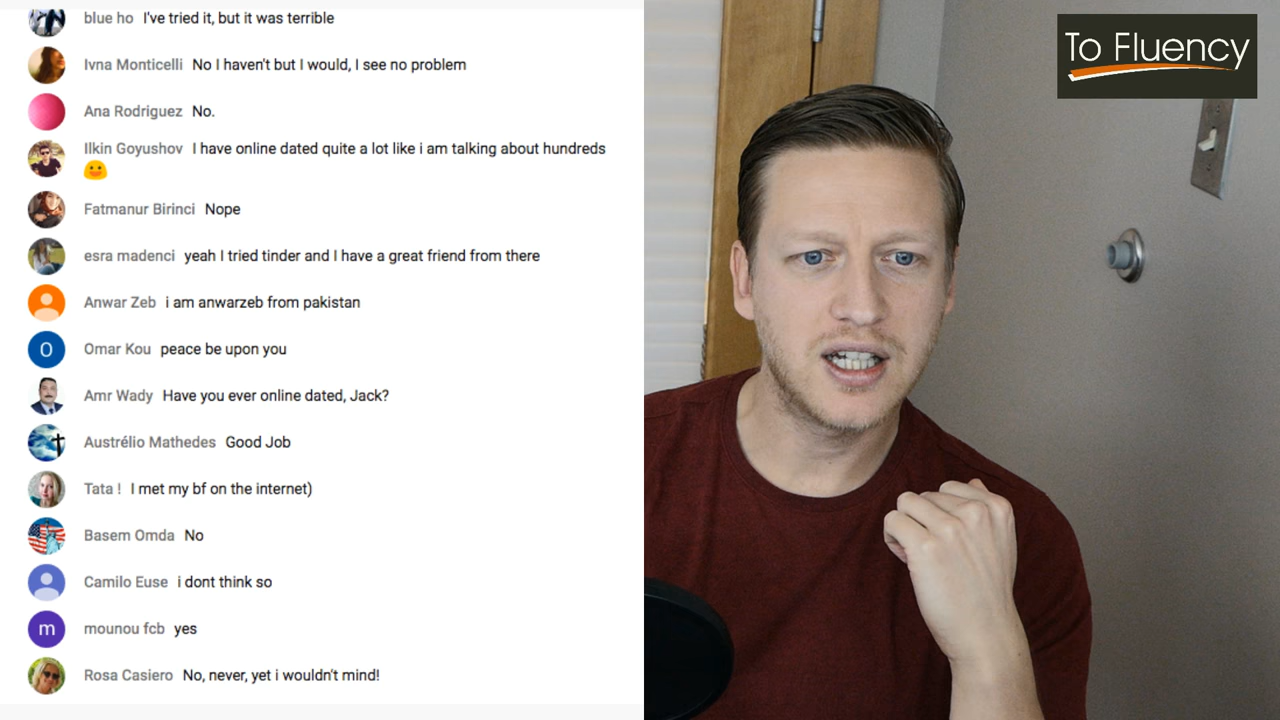 blue ho I've tried it, but it was terrible
Ivna Monticelli No I haven't but I would, I see no problem
Ana Rodriguez No.
Ilkin Goyushov I have online dated quite a lot like i am talking about hundreds
Fatmanur Birinci Nope
esra madenci yeah I tried tinder and I have a great friend from there
Anwar Zeb i am anwarzeb from pakistan
O
Omar Kou peace be upon you
Amr Wady Have you ever online dated, Jack?
Austrélio Mathedes Good Job
Tata ! I met my bf on the internet)
Basem Omda No
Camilo Euse i dont think so
m
mounou fcb yes
Rosa Casiero No, never, yet i wouldn't mind!
To Fluency